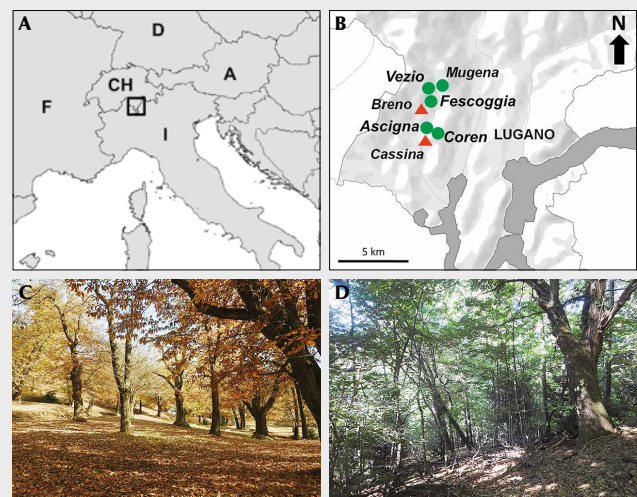 A
D
CH
A
F
I
B
N
Vezio
Mugena
Breno
Fescoggia
Ascigna
Coren
LUGANO
Cassina
5 km
C
D